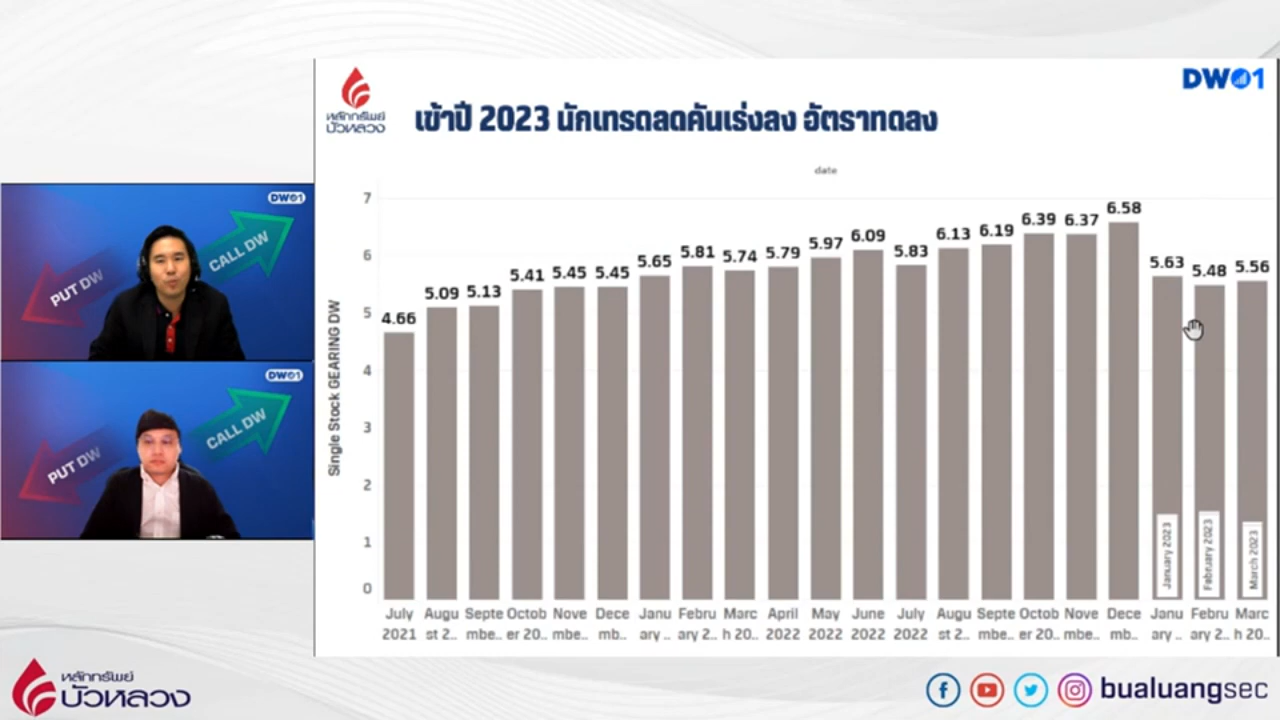 DW01
หลักทรัพย์
บัวหลวง
เข้าปี 2023 นักเทรดลดคันเร่งลง อัตราทดลง
date
Single Stock GEARING DW
7
6
5
4
3
2
1
0
4.66
5.09
5.13
5.41
5.45
5.45
5.65
5.81
5.74
5.79
5.97
6.09
5.83
6.13
6.19
6.39
6.37
6.58
5.63
5.48
5.56
January 2023
February 2023
March 2023
July Augu Septe Octob Nove Dece Janu Febru Marc April May June July Augu Septe Octob Nove Dece Janu Febru Marc
2021 st 2.. mbe.. er 20.. mbe.. mb.. ary .. ary 2.. h 20.. 2022 2022 2022 2022 st 2.. mbe.. er 20.. mbe.. mb.. ary .. ary 2.. h 20..
DW01
CALL DW
PUT DW
DW01
CALL DW
PUT DW
หลักทรัพย์
บัวหลวง
bualuangsec